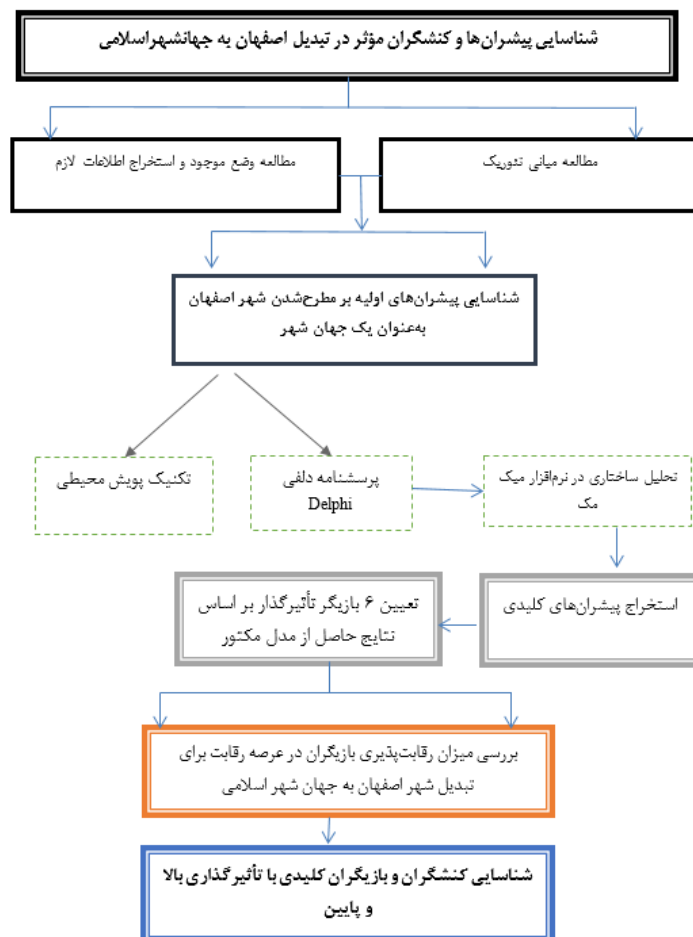 شناسایی پیشران‌ها و کنشگران مؤثر در تبدیل اصفهان به جهانشهراسلامی
مطالعه میانی تئوریک
مطالعه وضع موجود و استخراج اطلاعات لازم
شناسایی پیشران‌های اولیه بر مطرح‌شدن شهر اصفهان
به‌عنوان یک جهان شهر
تحلیل ساختاری در نرم‌افزار میک
مک
پرسشنامه دلفی
Delphi
تکنیک پویش محیطی
استخراج پیشران‌های کلیدی
تعیین ۶ بازیگر تأثیرگذار بر اساس
نتایج حاصل از مدل مکتور
بررسی میزان رقابت‌پذیری بازیگران در عرصه رقابت برای
تبدیل شهر اصفهان به جهان شهر اسلامی
شناسایی کنشگران و بازیگران کلیدی با تأثیرگذاری بالا
و پایین